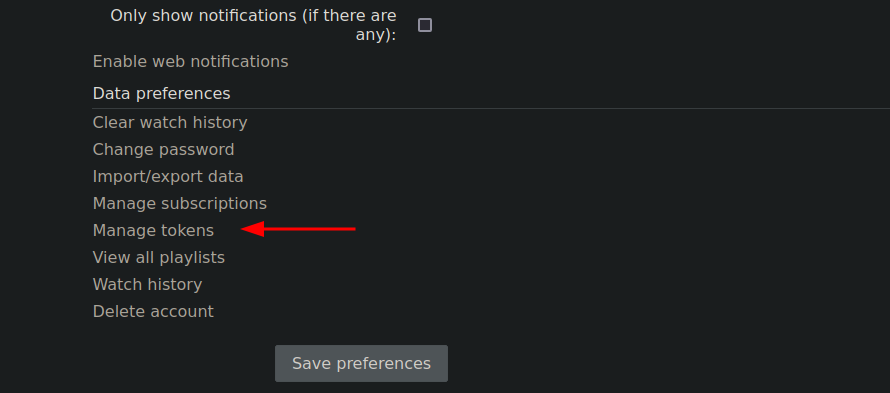 Only show notifications (if there are
any):
Enable web notifications
Data preferences
Clear watch history
Change password
Import/export data
Manage subscriptions
Manage tokens
View all playlists
Watch history
Delete account
Save preferences